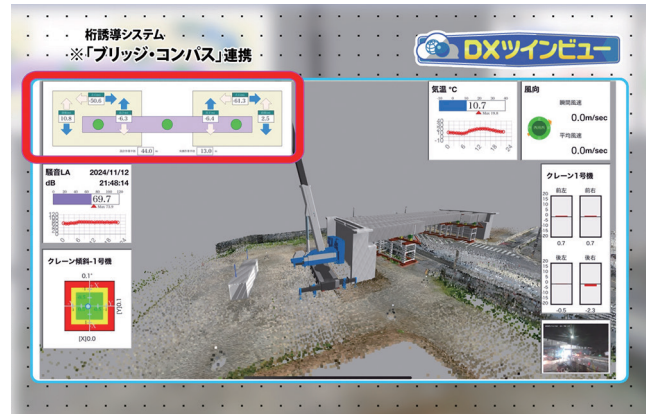 桁誘導システム
※「ブリッジ・コンパス」連携
DXツインビュー
50.6
61.3
10.8
6.3
6.4
2.5
44.0 m
13.0 m
気温 °C
10.7
風向
瞬間風速
0.0m/sec
平均風速
0.0m/sec
騒音LA 2024/11/12
dB 21:48:14
69.7
クレーン傾斜-1号機
0.1°
[X]0.0
[Y]0.1
クレーン1号機
前左 前右
0.7 0.7
後左 後右
-0.5 -2.3